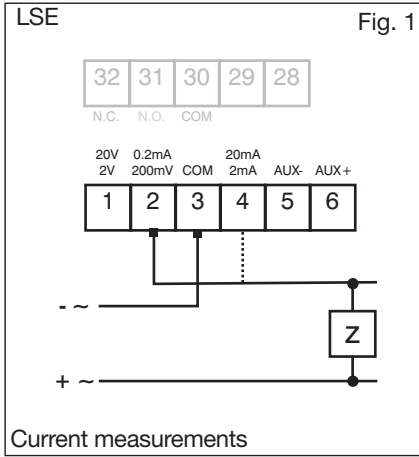 LSE
Fig. 1
32 31 30 29 28
N.C. N.O. COM
20V 0.2mA 20mA
2V 200mV COM 2mA AUX- AUX+
1 2 3 4 5 6
- ~
Z
+ ~
Current measurements